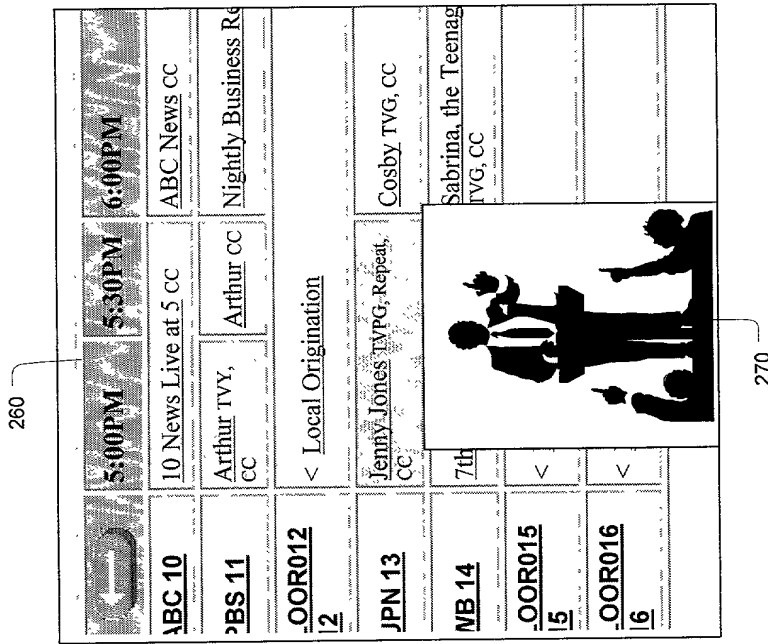 260
5:00PM 5:30PM 6:00PM
ABC 10 10 News Live at 5 CC ABC News CC
PBS 11 Arthur TVY, Arthur CC Nightly Business Re
CC
.OOR012 < Local Origination
12
JPN 13 Jenny Jones TVPG, Repeat, Cosby TVG, CC
CC
WB 14 7th Sabrina, the Teenag
TVG, CC
.OOR015 <
15
.OOR016 <
16
270